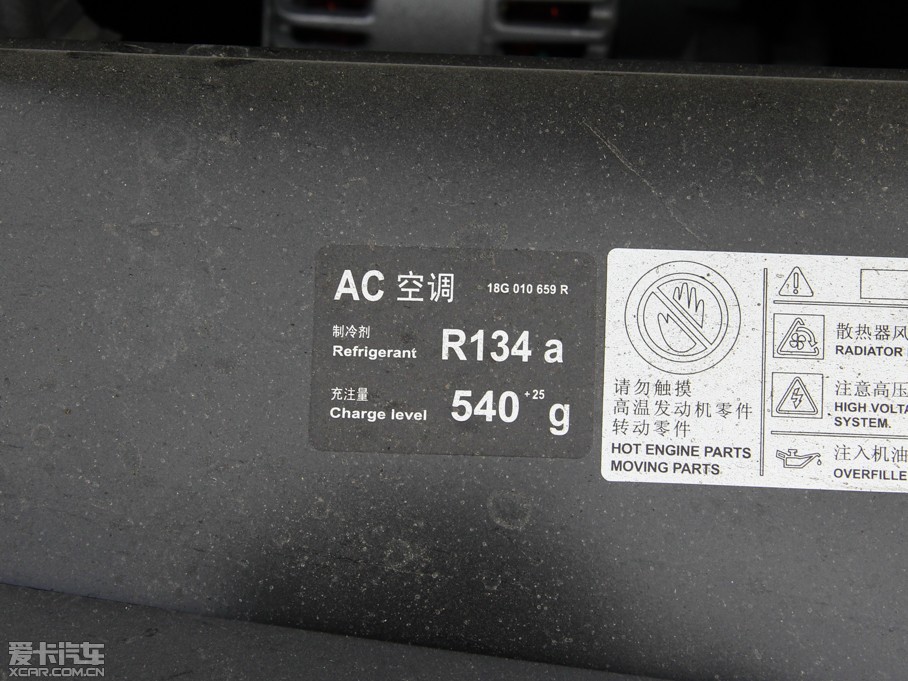 AC 空调 18G 010 659 R
制冷剂
Refrigerant R134 a
充注量
Charge level 540 +25 g
请勿触摸
高温发动机零件
转动零件
HOT ENGINE PARTS
MOVING PARTS
散热器风
RADIATOR
注意高压
HIGH VOLTA
SYSTEM.
注入机油
OVERFILLE
爱卡汽车
XCAR.COM.CN